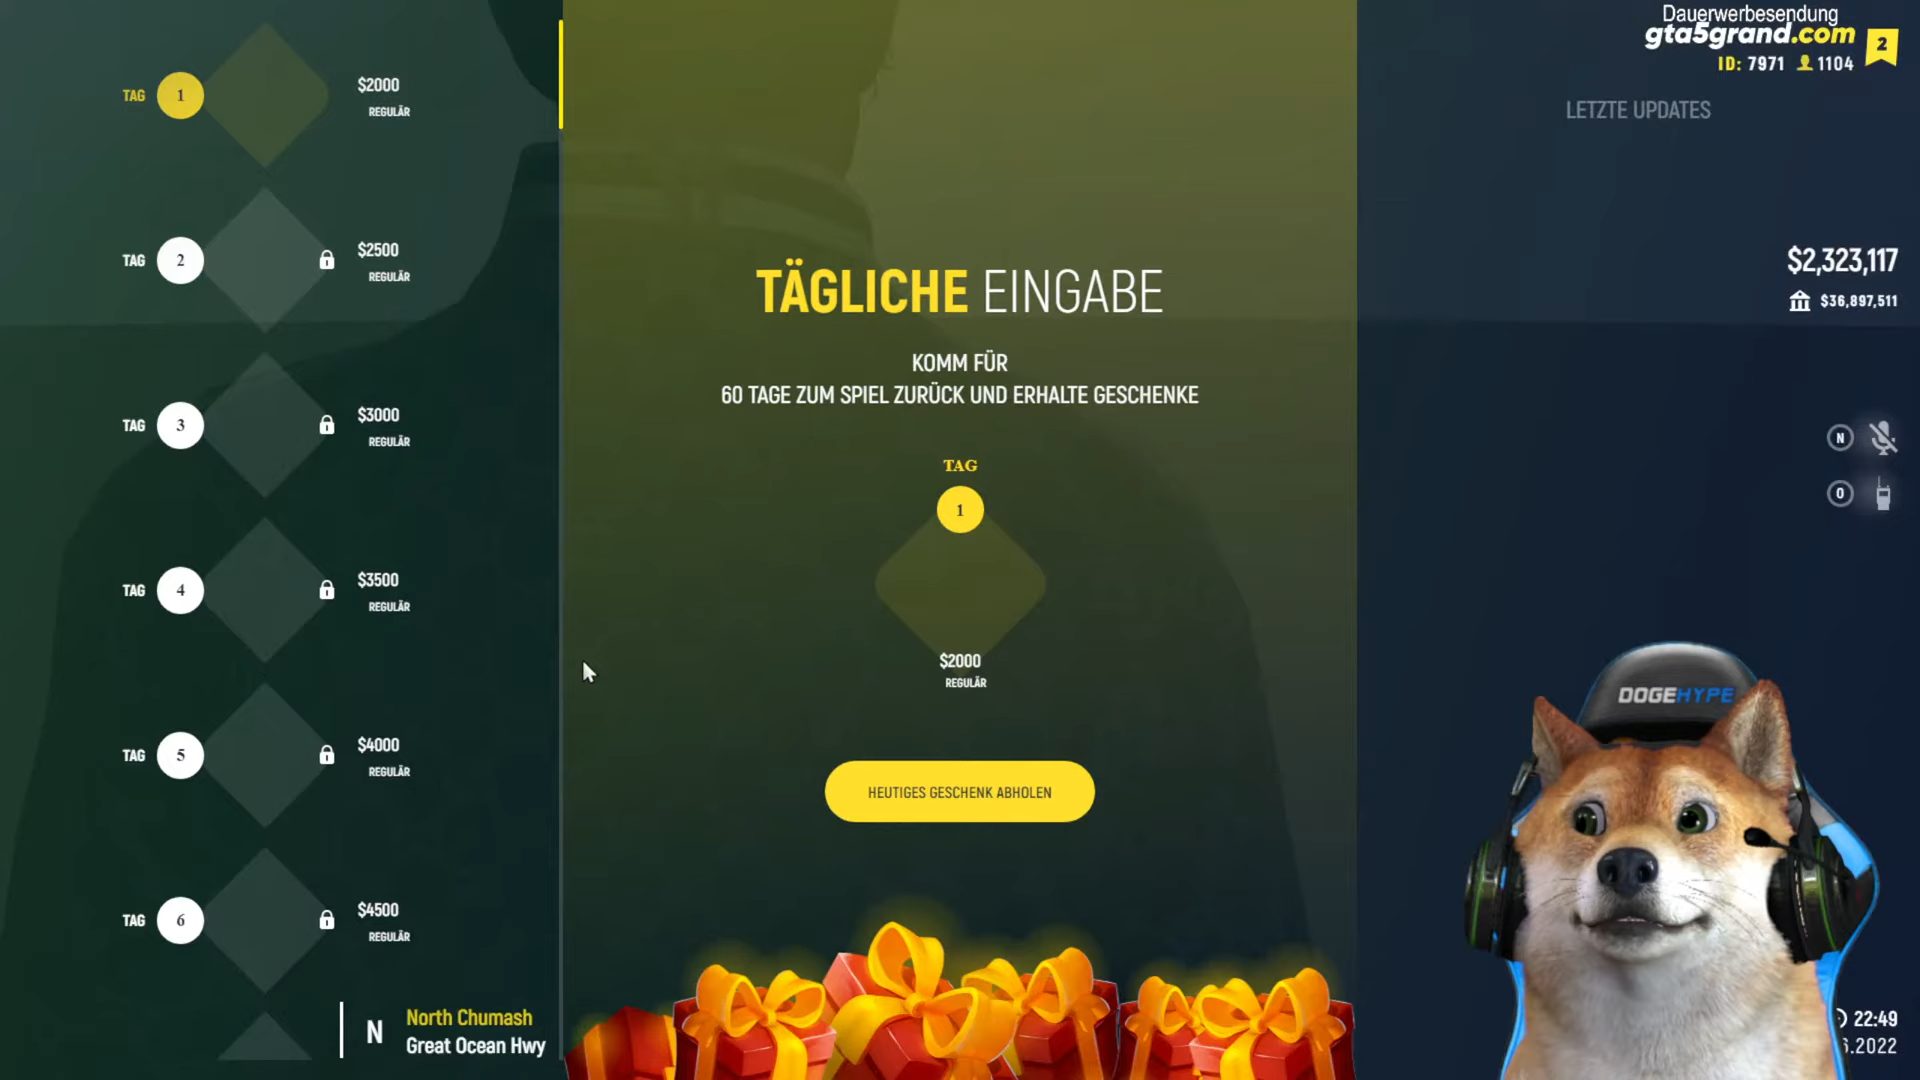 TAG 1 $2000
REGULÄR
TAG 2 $2500
REGULÄR
TAG 3 $3000
REGULÄR
TAG 4 $3500
REGULÄR
TAG 5 $4000
REGULÄR
TAG 6 $4500
REGULÄR
N North Chumash
Great Ocean Hwy
TÄGLICHE EINGABE
KOMM FÜR
60 TAGE ZUM SPIEL ZURÜCK UND ERHALTE GESCHENKE
TAG
1
$2000
REGULÄR
HEUTIGES GESCHENK ABHOLEN
Dauerwerbesendung
gta5grand.com 2
ID: 7971 1104
LETZTE UPDATES
$2,323,117
$36,897,511
N
O
DOGEHYPE
22:49
.2022